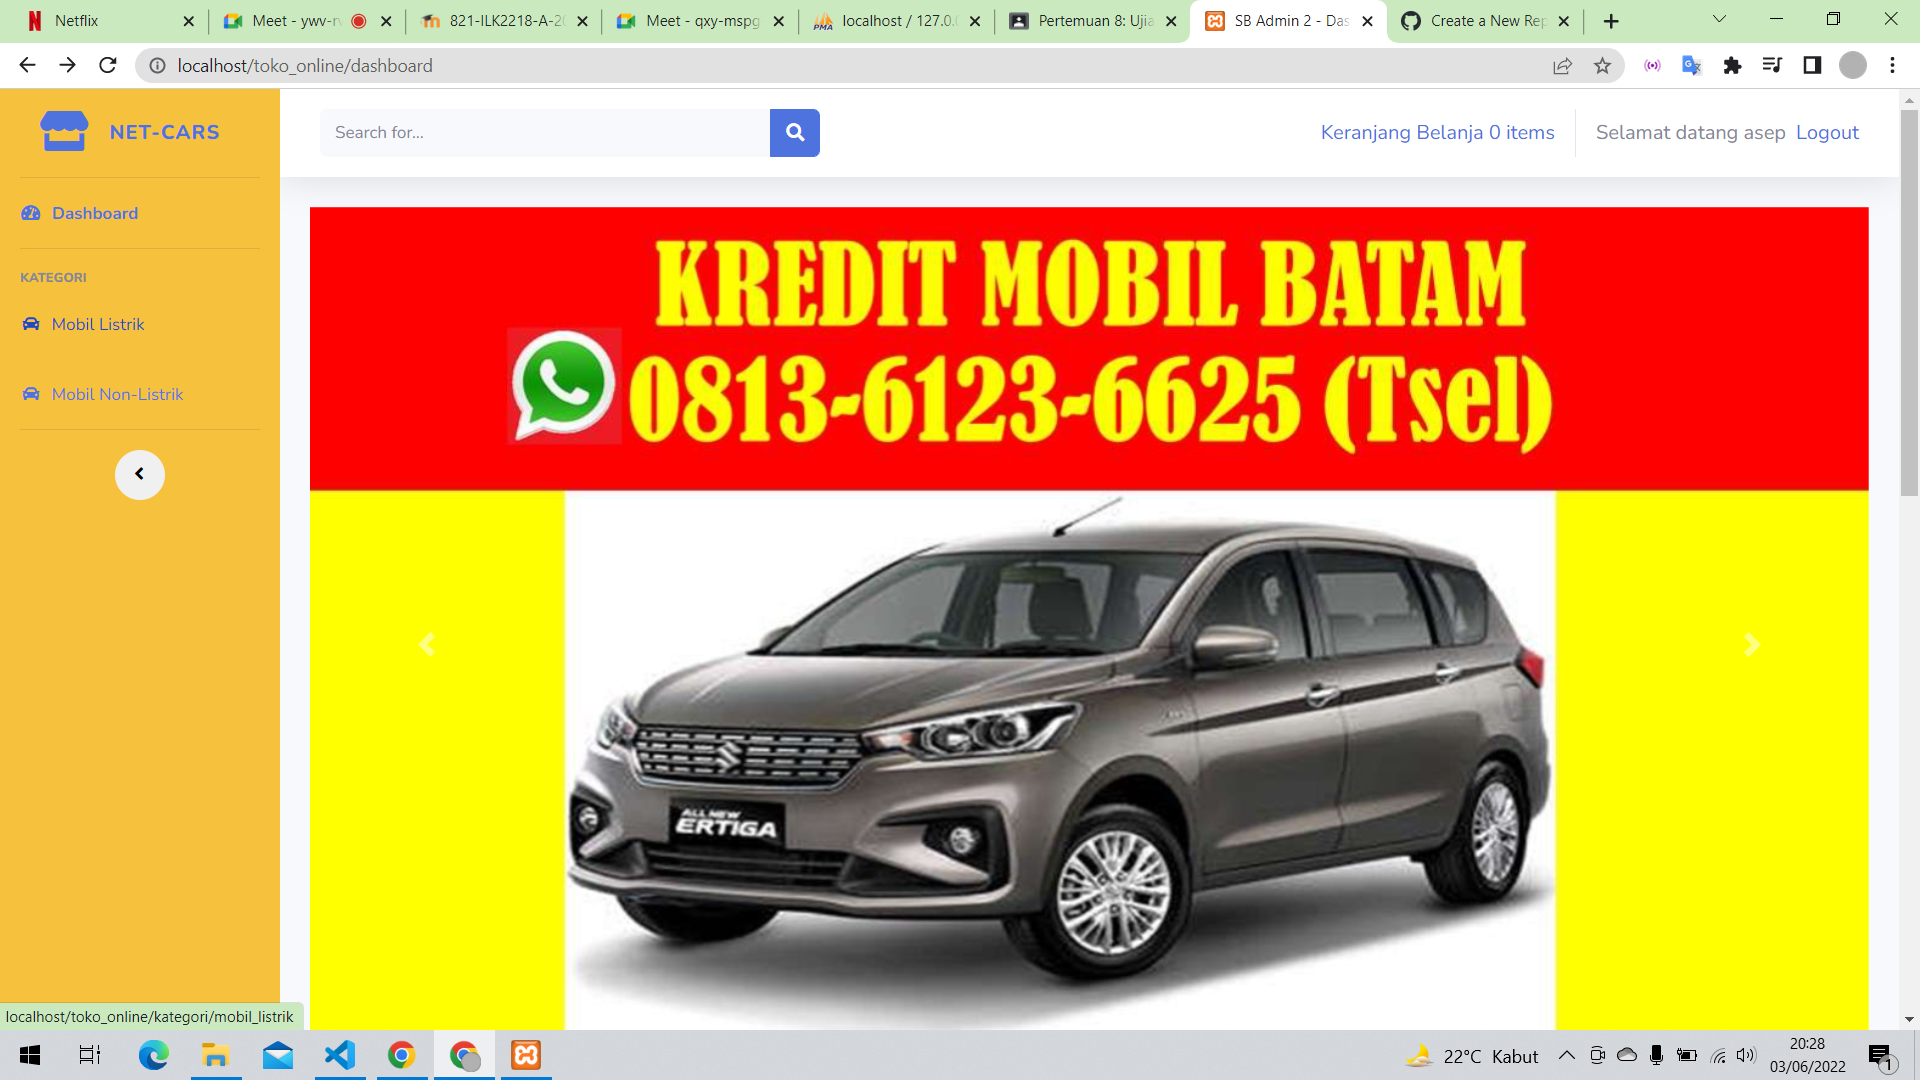 Netflix
Meet - ywv-r
821-ILK2218-A-20
Meet - qxy-mspg
localhost / 127.0.0
Pertemuan 8: Ujia
SB Admin 2 - Das
Create a New Rep
localhost/toko_online/dashboard
NET-CARS
Search for...
Keranjang Belanja 0 items
Selamat datang asep
Logout
Dashboard
KATEGORI
Mobil Listrik
Mobil Non-Listrik
KREDIT MOBIL BATAM
0813-6123-6625 (Tsel)
ALL NEW
ERTIGA
localhost/toko_online/kategori/mobil_listrik
22°C Kabut
20:28
03/06/2022
1